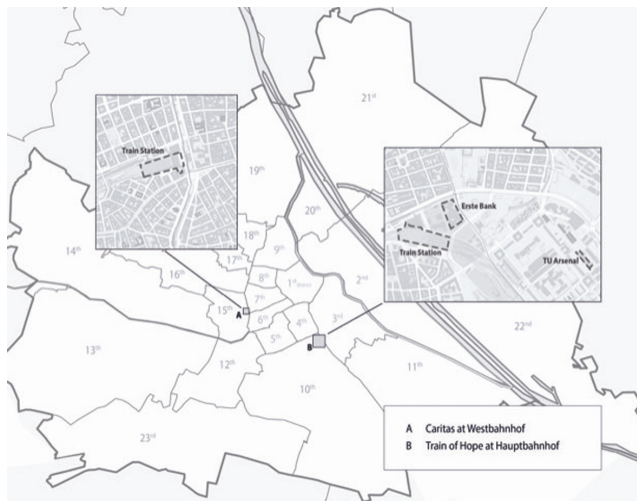 21st
Train Station
19th
Erste Bank
20th
18th
14th
17th
9th
Train Station
TU Arsenal
16th
8th
1st
2nd
7th
15th
A
6th
3rd
22nd
4th
5th
B
13th
12th
11th
10th
A Caritas at Westbahnhof
B Train of Hope at Hauptbahnhof
23rd